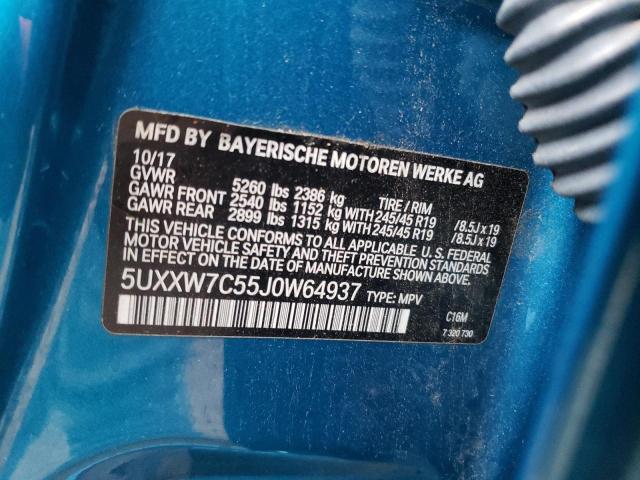 MFD BY BAYERISCHE MOTOREN WERKE AG
10/17
GVWR 5260 lbs 2386 kg TIRE / RIM
GAWR FRONT 2540 lbs 1152 kg WITH 245/45 R19 /8.5J x 19
GAWR REAR 2899 lbs 1315 kg WITH 245/45 R19 /8.5J x 19
THIS VEHICLE CONFORMS TO ALL APPLICABLE U.S. FEDERAL
MOTOR VEHICLE SAFETY AND THEFT PREVENTION STANDARDS
IN EFFECT ON THE DATE OF MANUFACTURE SHOWN ABOVE.
5UXXW7C55J0W64937 TYPE: MPV
C16M
7 320 730